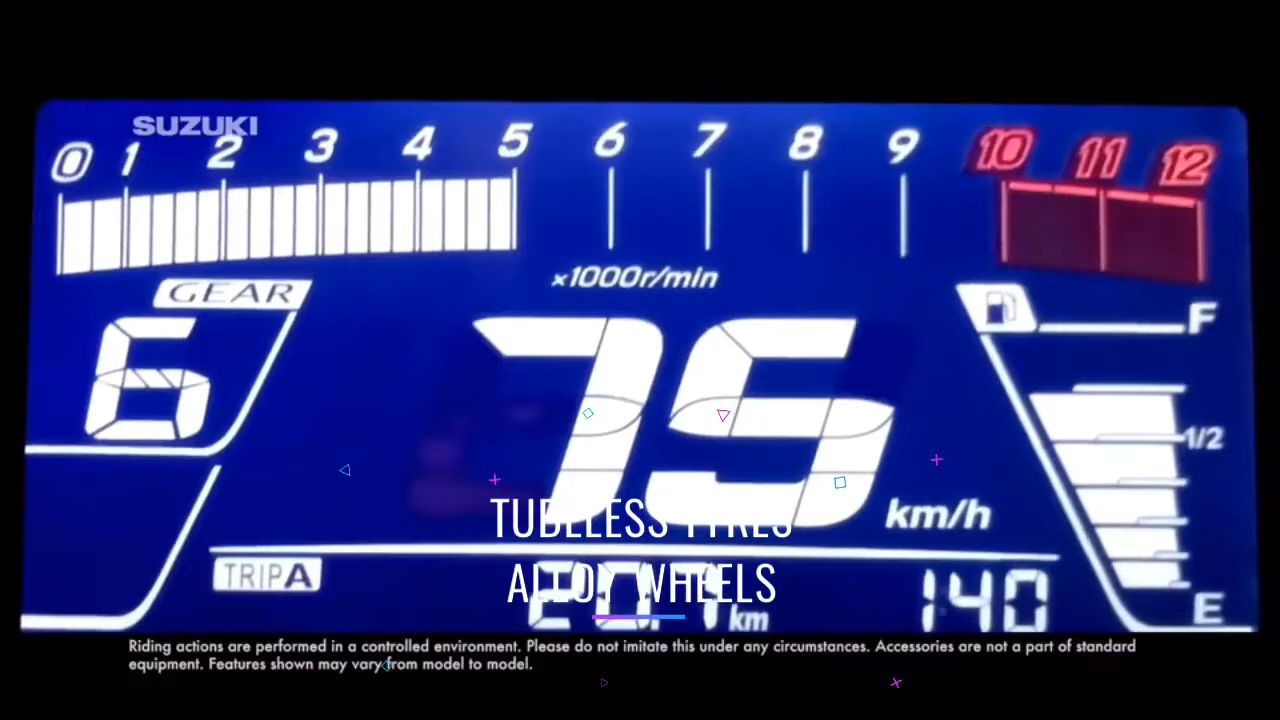 SUZUKI
0 1 2 3 4 5 6 7 8 9 10 11 12
x1000r/min
GEAR
6
F
75
1/2
km/h
TUBELESS TYRES
TRIP A
ALLOY WHEELS
km
140
E
Riding actions are performed in a controlled environment. Please do not imitate this under any circumstances. Accessories are not a part of standard
equipment. Features shown may vary from model to model.